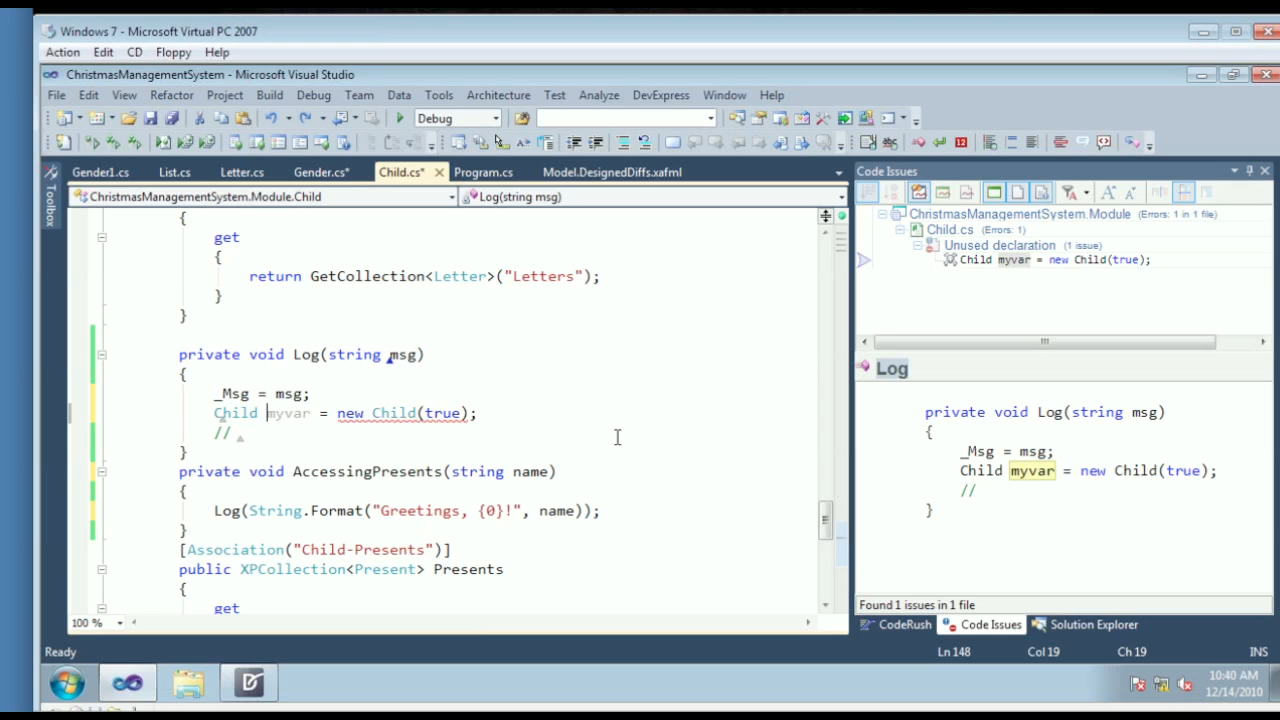 Windows 7 - Microsoft Virtual PC 2007
Action Edit CD Floppy Help
ChristmasManagementSystem - Microsoft Visual Studio
File Edit View Refactor Project Build Debug Team Data Tools Architecture Test Analyze DevExpress Window Help
Debug
12
Toolbox
Gender1.cs List.cs Letter.cs Gender.cs* Child.cs* Program.cs Model.DesignedDiffs.xafml
ChristmasManagementSystem.Module.Child Log(string msg)
{
get
{
return GetCollection<Letter>("Letters");
}
}
private void Log(string msg)
{
_Msg = msg;
Child myvar = new Child(true);
//
}
private void AccessingPresents(string name)
{
Log(String.Format("Greetings, {0}!", name));
}
[Association("Child-Presents")]
public XPCollection<Present> Presents
{
get
100 %
Code Issues
ChristmasManagementSystem.Module (Errors: 1 in 1 file)
Child.cs (Errors: 1)
Unused declaration (1 issue)
Child myvar = new Child(true);
Log
private void Log(string msg)
{
_Msg = msg;
Child myvar = new Child(true);
//
}
Found 1 issues in 1 file
CodeRush Code Issues Solution Explorer
Ready Ln 148 Col 19 Ch 19 INS
10:40 AM
12/14/2010